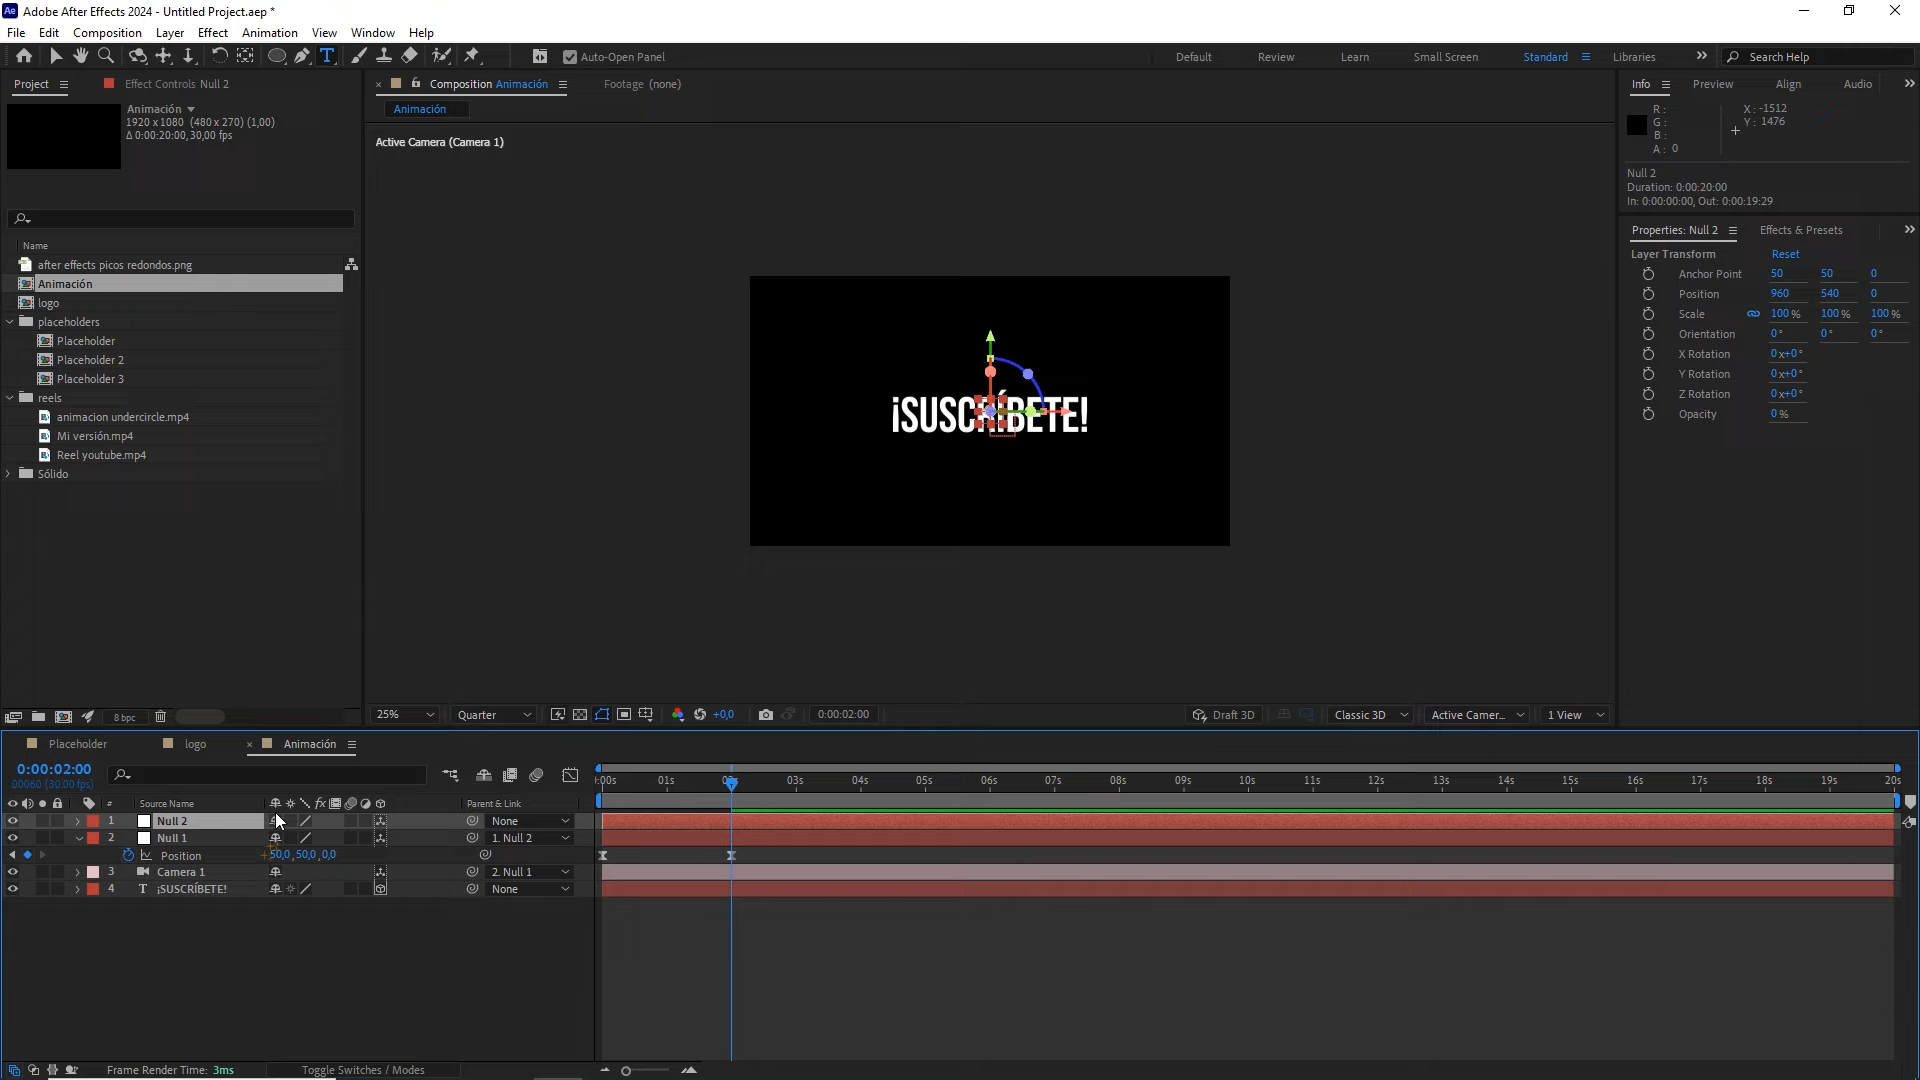 Adobe After Effects 2024 - Untitled Project.aep *
File Edit Composition Layer Effect Animation View Window Help
Auto-Open Panel
Default Review Learn Small Screen Standard Libraries Search Help
Project Effect Controls Null 2
Animación
1920 x 1080 (480 x 270) (1,00)
Δ 0:00:20:00, 30,00 fps
Name
after effects picos redondos.png
Animación
logo
placeholders
Placeholder
Placeholder 2
Placeholder 3
reels
animacion undercircle.mp4
Mi versión.mp4
Reel youtube.mp4
Sólido
8 bpc
Composition Animación
Footage (none)
Animación
Active Camera (Camera 1)
¡SUSCRÍBETE!
25% Quarter +0,0 0:00:02:00 Draft 3D Classic 3D Active Camer... 1 View
Info Preview Align Audio
R :
G :
B :
A : 0
X : -1512
Y : 1476
Null 2
Duration: 0:00:20:00
In: 0:00:00:00, Out: 0:00:19:29
Properties: Null 2 Effects & Presets
Layer Transform Reset
Anchor Point 50 50 0
Position 960 540 0
Scale 100 % 100 % 100 %
Orientation 0° 0° 0°
X Rotation 0x+0°
Y Rotation 0x+0°
Z Rotation 0x+0°
Opacity 0 %
Placeholder logo Animación
0:00:02:00
00060 (30.00 fps)
:00s 01s 02s 03s 04s 05s 06s 07s 08s 09s 10s 11s 12s 13s 14s 15s 16s 17s 18s 19s 20s
# Source Name fx Parent & Link
1 Null 2 None
2 Null 1 1. Null 2
Position 50,0,50,0,0,0
3 Camera 1 2. Null 1
4 T ¡SUSCRÍBETE! None
Frame Render Time: 3ms Toggle Switches / Modes